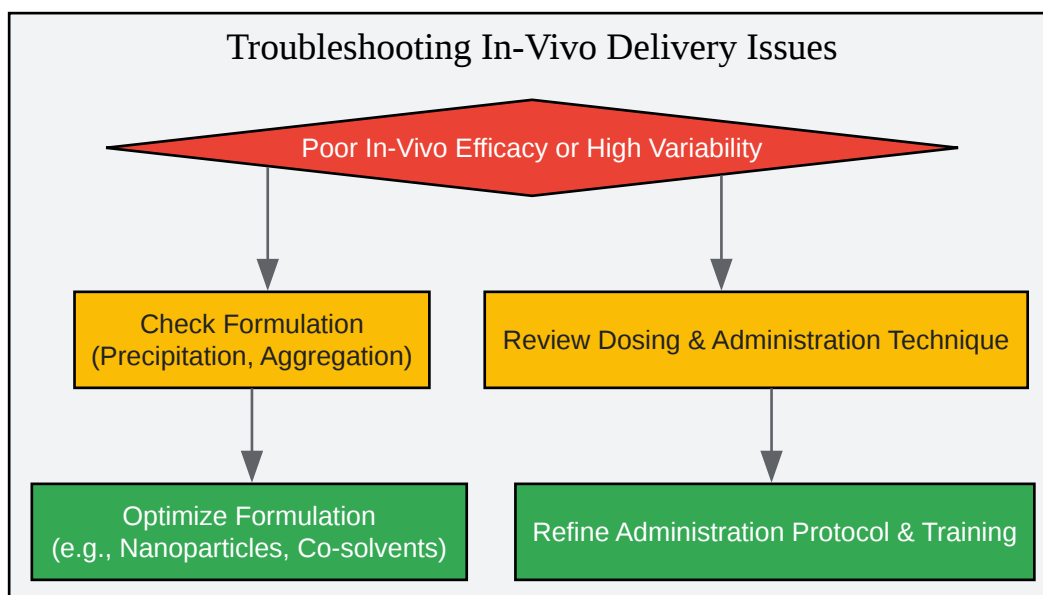 Troubleshooting In-Vivo Delivery Issues
Poor In-Vivo Efficacy or High Variability
Check Formulation
(Precipitation, Aggregation)
Review Dosing & Administration Technique
Optimize Formulation
(e.g., Nanoparticles, Co-solvents)
Refine Administration Protocol & Training